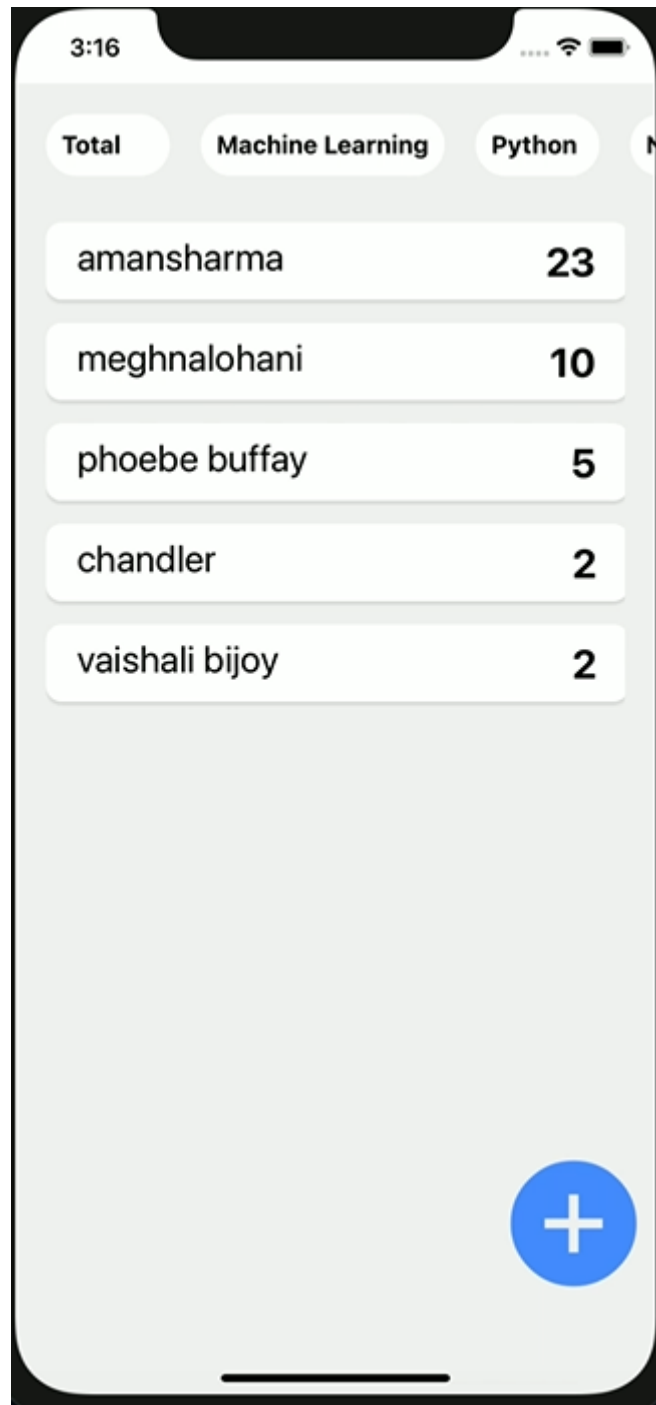 3:16
Total Machine Learning Python N
amansharma 23
meghnalohani 10
phoebe buffay 5
chandler 2
vaishali bijoy 2